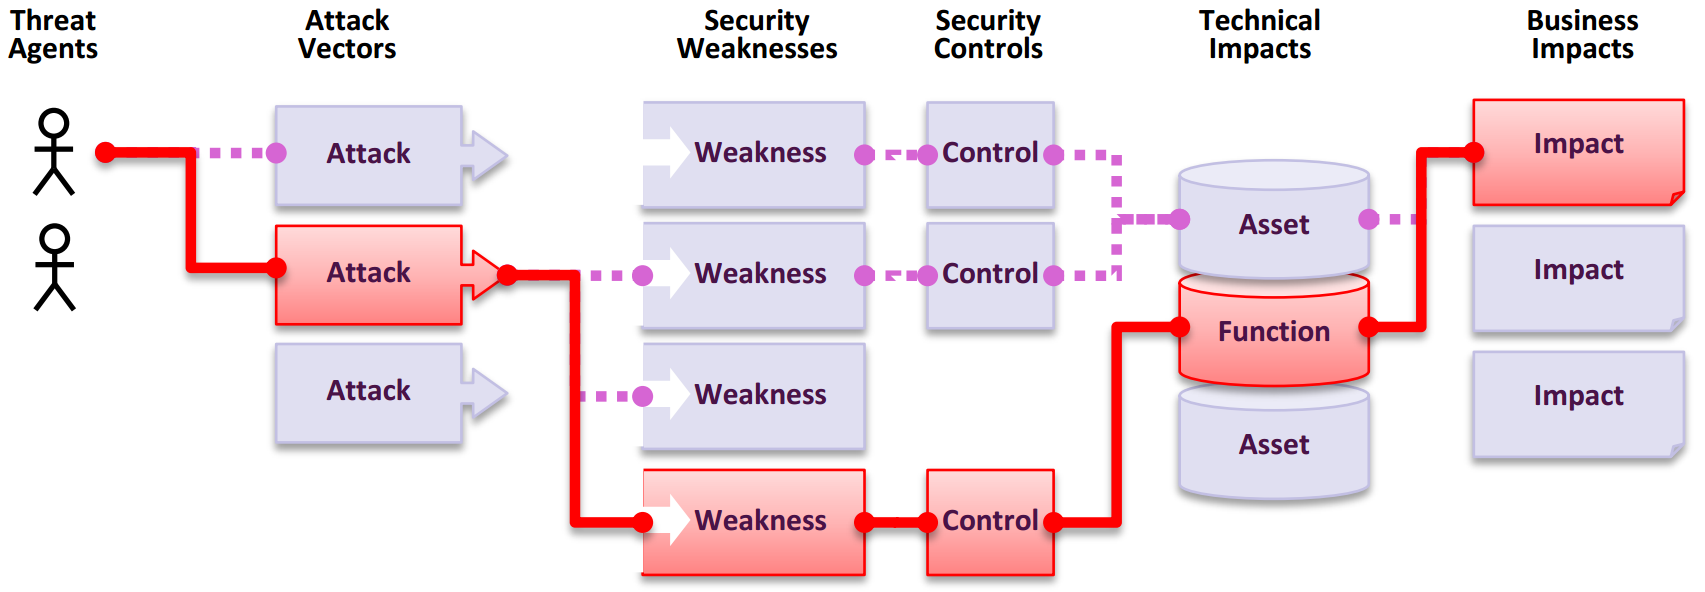 Threat
Agents
Attack
Vectors
Security
Weaknesses
Security
Controls
Technical
Impacts
Business
Impacts
Attack
Weakness
Control
Asset
Impact
Attack
Weakness
Control
Function
Impact
Attack
Weakness
Asset
Impact
Weakness
Control